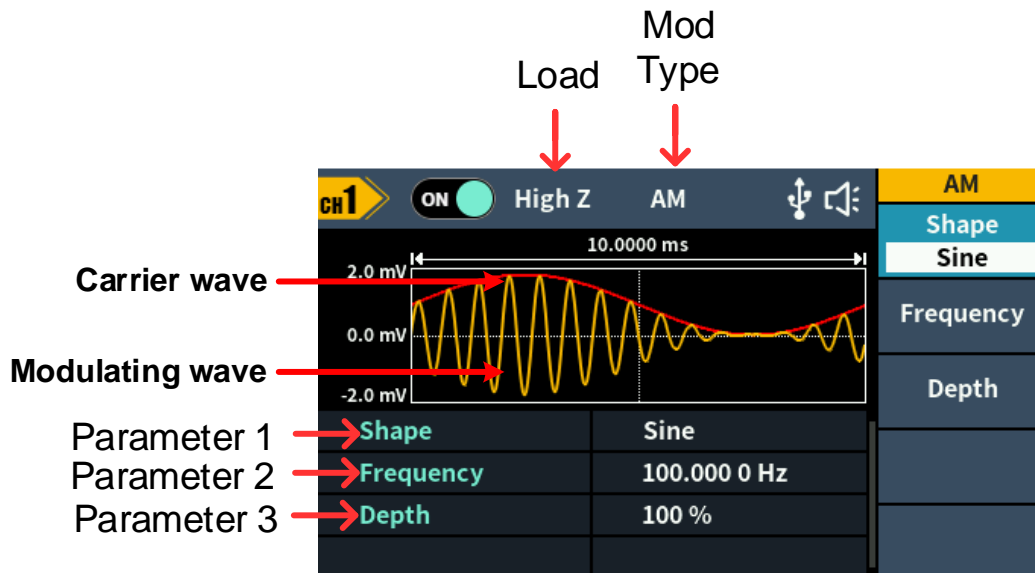 Mod
Type
Load
CH1
ON
High Z
AM
AM
Shape
Sine
Frequency
Depth
10.0000 ms
2.0 mV
0.0 mV
-2.0 mV
Carrier wave
Modulating wave
Parameter 1
Shape
Sine
Parameter 2
Frequency
100.000 0 Hz
Parameter 3
Depth
100 %